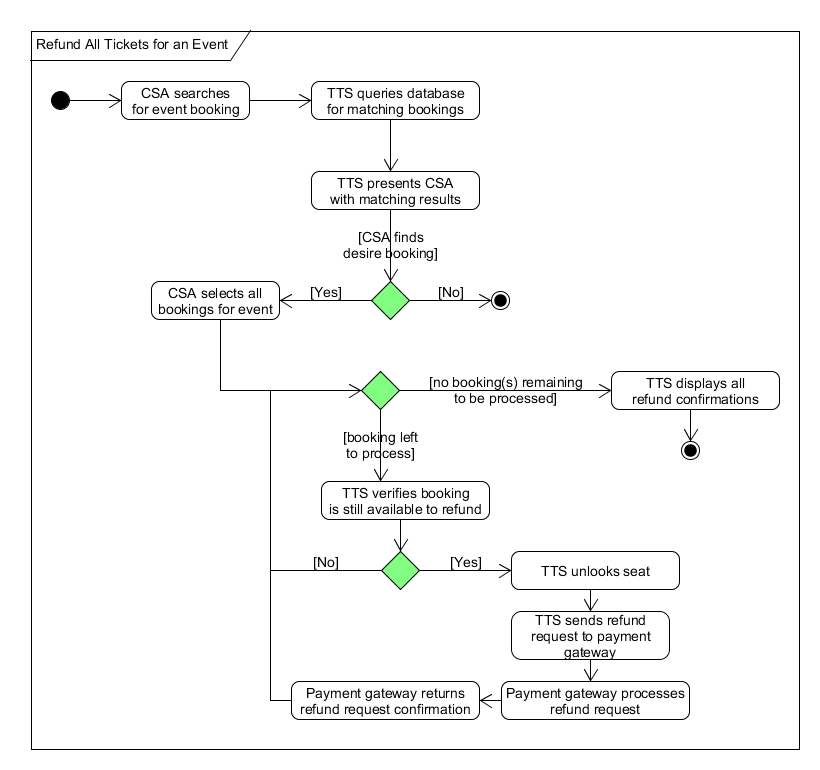 Refund All Tickets for an Event
CSA searches
for event booking
TTS queries database
for matching bookings
TTS presents CSA
with matching results
[CSA finds
desire booking]
CSA selects all
bookings for event
[Yes]
[No]
[no booking(s) remaining
to be processed]
TTS displays all
refund confirmations
[booking left
to process]
TTS verifies booking
is still available to refund
[No]
[Yes]
TTS unlooks seat
TTS sends refund
request to payment
gateway
Payment gateway returns
refund request confirmation
Payment gateway processes
refund request